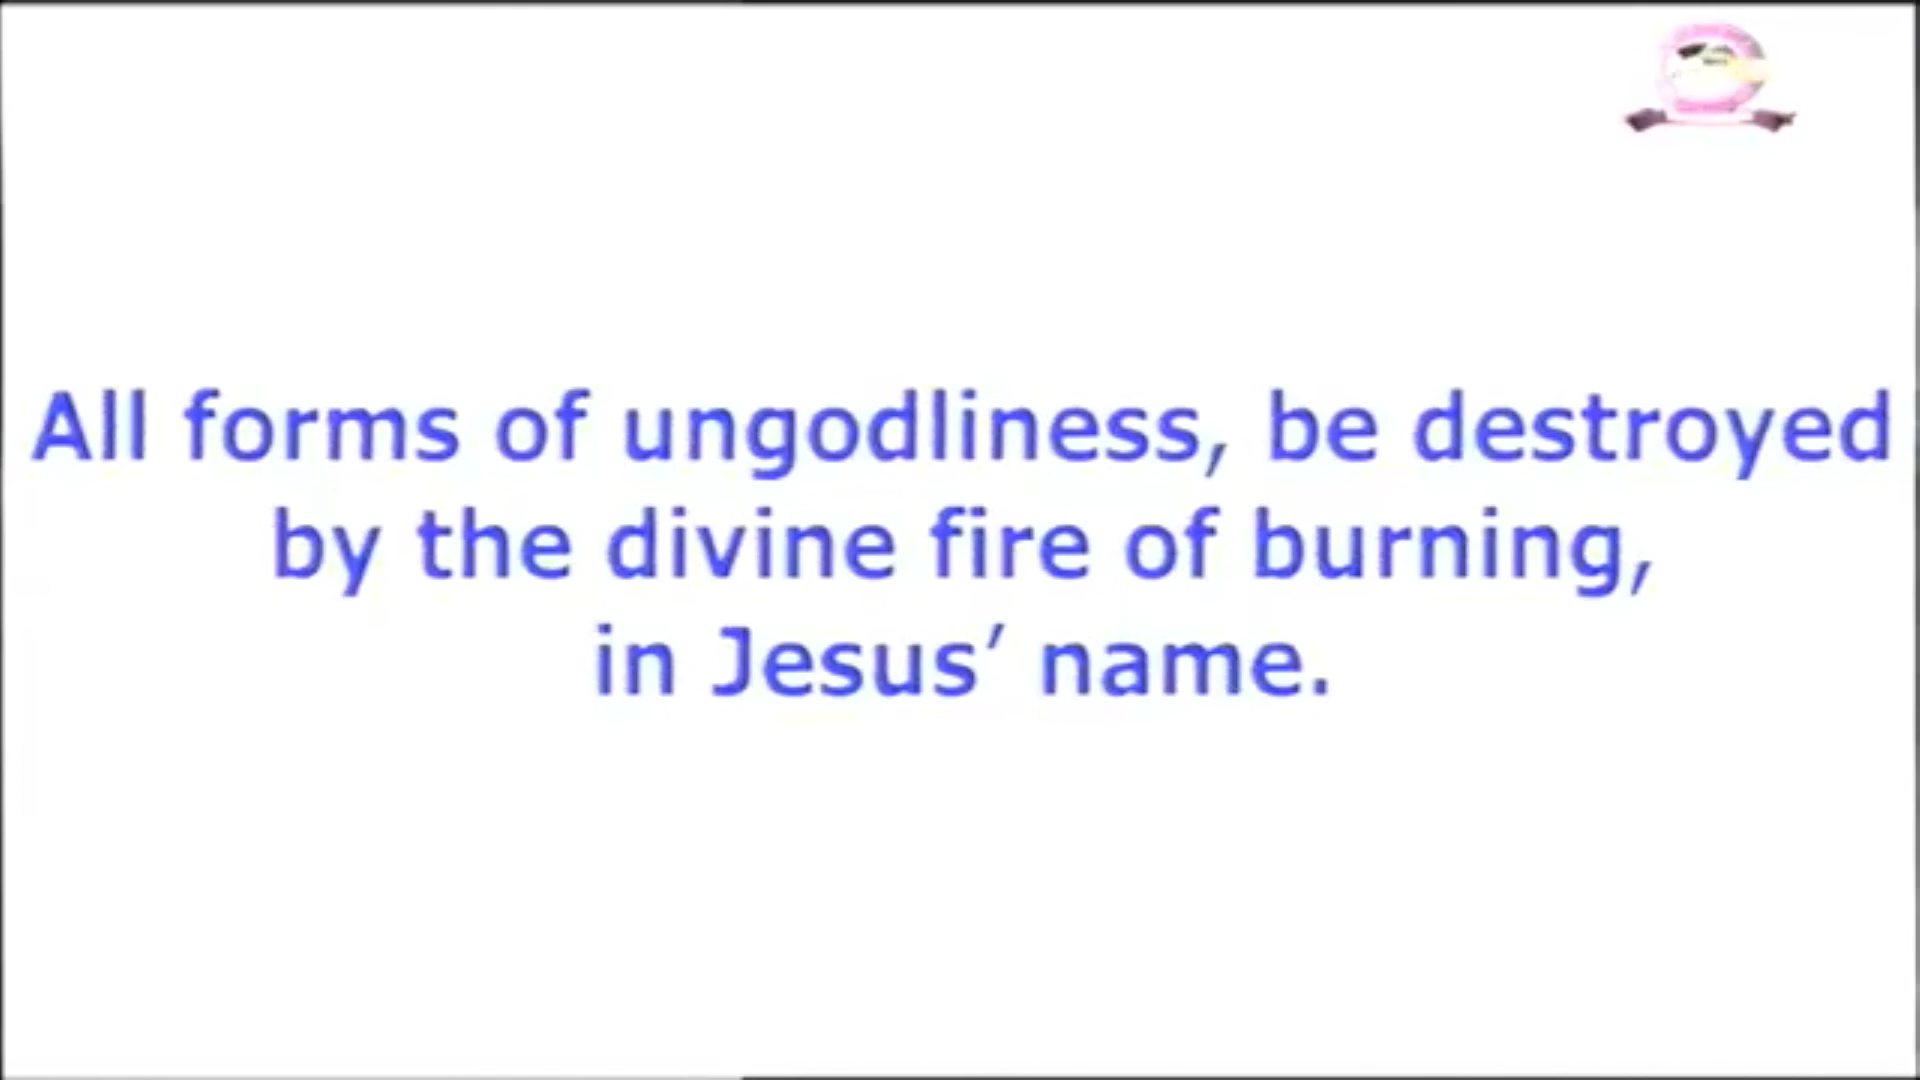 All forms of ungodliness, be destroyed
by the divine fire of burning,
in Jesus’ name.